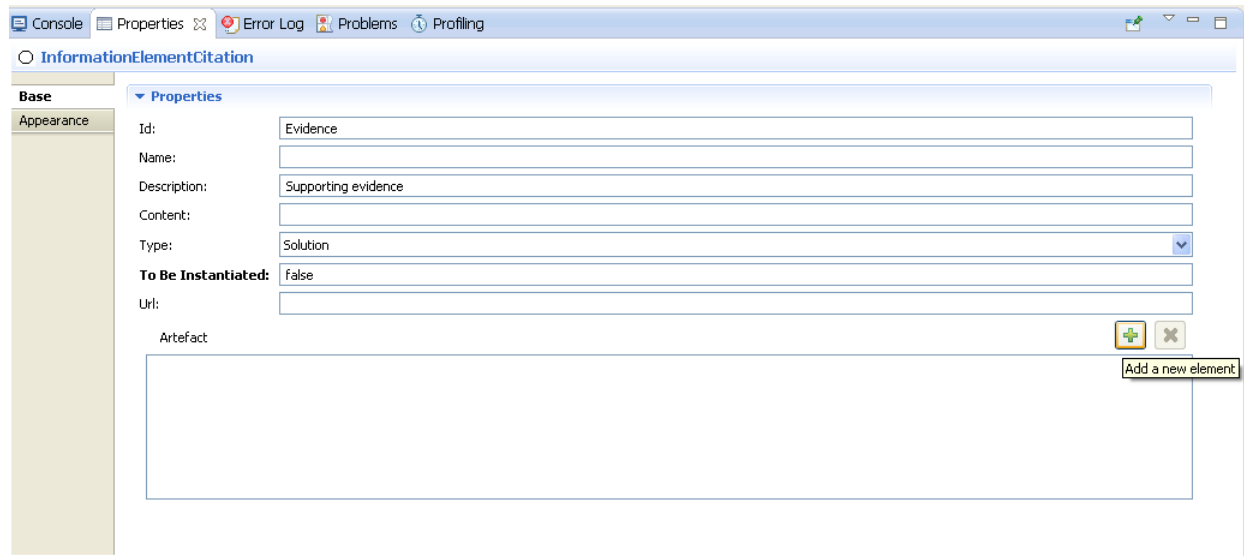 Console Properties Error Log Problems Profiling
InformationElementCitation
Base
Properties
Appearance
Id: Evidence
Name:
Description: Supporting evidence
Content:
Type: Solution
To Be Instantiated: false
Url:
Artefact
Add a new element